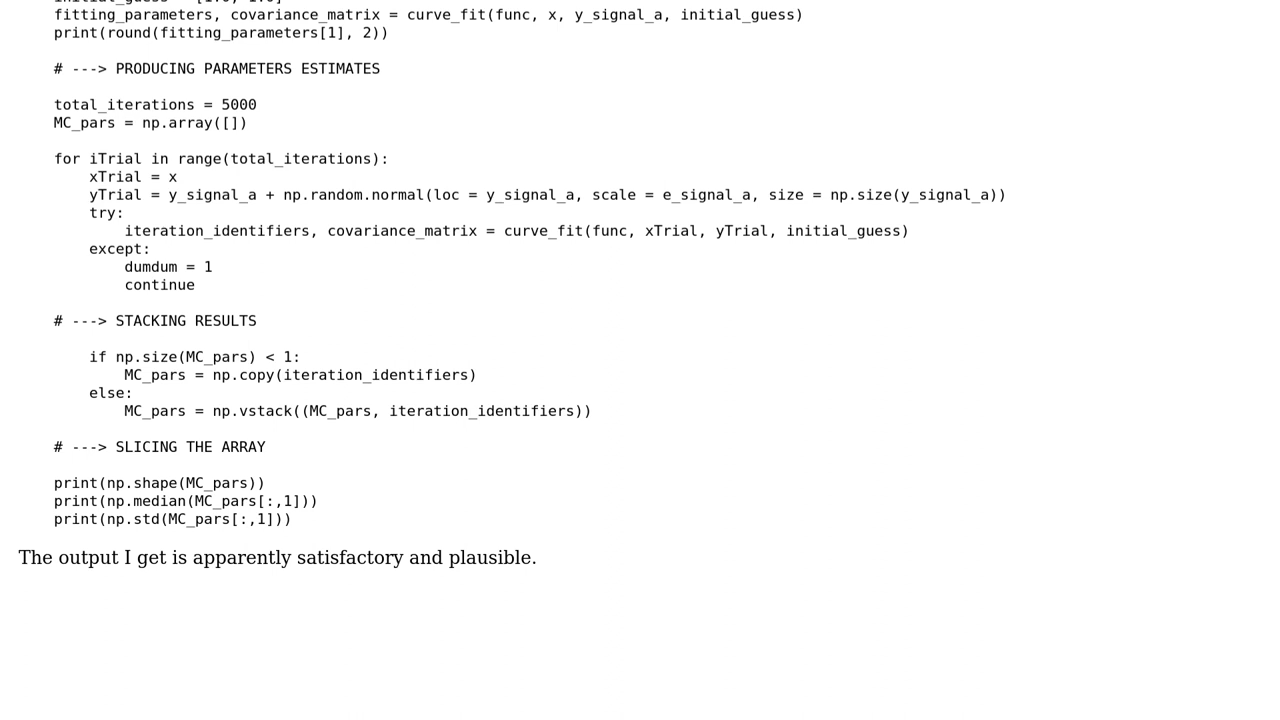 fitting_parameters, covariance_matrix = curve_fit(func, x, y_signal_a, initial_guess)
print(round(fitting_parameters[1], 2))
# ---> PRODUCING PARAMETERS ESTIMATES
total_iterations = 5000
MC_pars = np.array([])
for iTrial in range(total_iterations):
    xTrial = x
    yTrial = y_signal_a + np.random.normal(loc = y_signal_a, scale = e_signal_a, size = np.size(y_signal_a))
    try:
        iteration_identifiers, covariance_matrix = curve_fit(func, xTrial, yTrial, initial_guess)
    except:
        dumdum = 1
        continue
# ---> STACKING RESULTS
    if np.size(MC_pars) < 1:
        MC_pars = np.copy(iteration_identifiers)
    else:
        MC_pars = np.vstack((MC_pars, iteration_identifiers))
# ---> SLICING THE ARRAY
print(np.shape(MC_pars))
print(np.median(MC_pars[:,1]))
print(np.std(MC_pars[:,1]))
The output I get is apparently satisfactory and plausible.